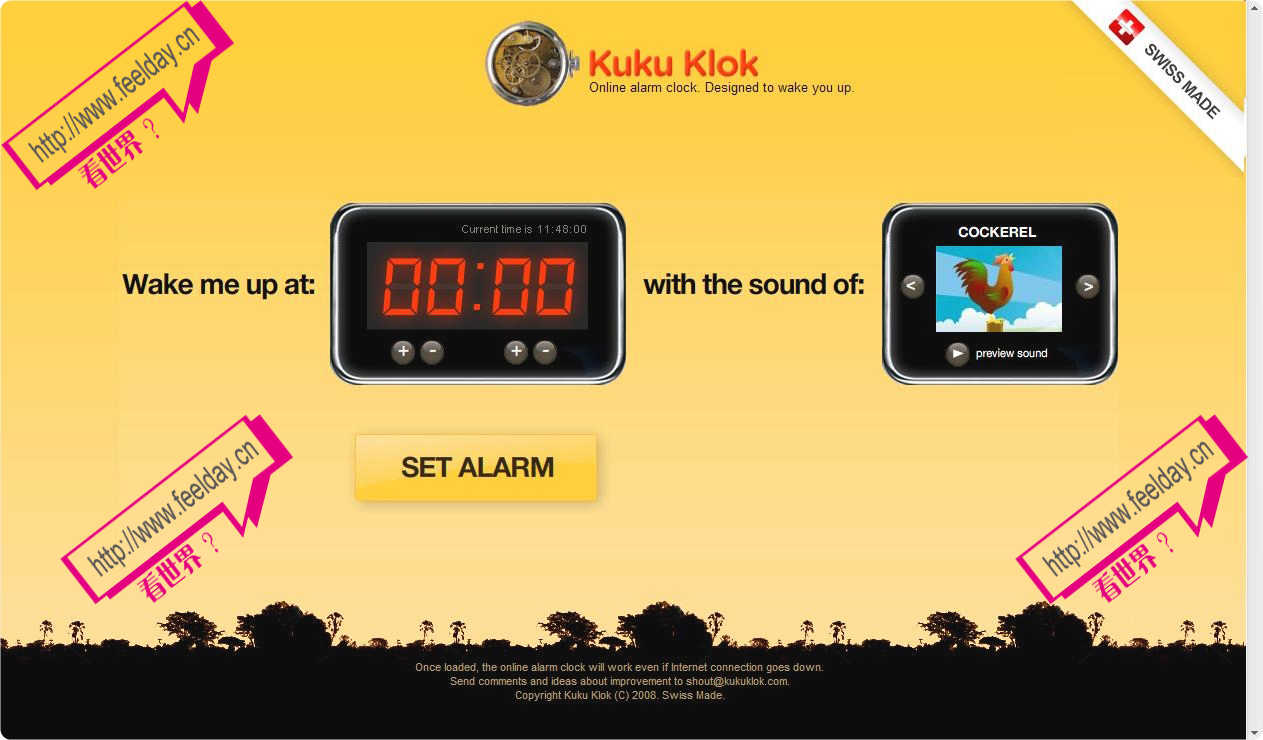 http://www.feelday.cn
看世界？
Kuku Klok
Online alarm clock. Designed to wake you up.
SWISS MADE
Wake me up at:
Current time is 11:48:00
00:00
+ - + -
with the sound of:
COCKEREL
< >
preview sound
SET ALARM
http://www.feelday.cn
看世界？
http://www.feelday.cn
看世界？
Once loaded, the online alarm clock will work even if Internet connection goes down.
Send comments and ideas about improvement to shout@kukuklok.com.
Copyright Kuku Klok (C) 2008. Swiss Made.